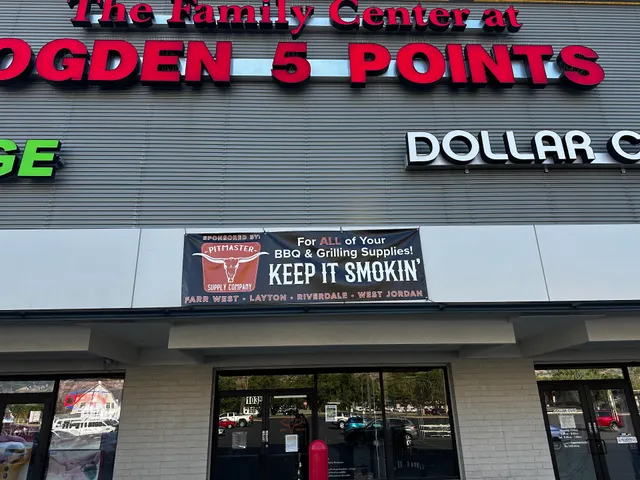 The Family Center at
OGDEN 5 POINTS
GE
DOLLAR C
SPONSORED BY:
PITMASTER
SUPPLY COMPANY
For ALL of Your
BBQ & Grilling Supplies!
KEEP IT SMOKIN'
FARR WEST • LAYTON • RIVERDALE • WEST JORDAN